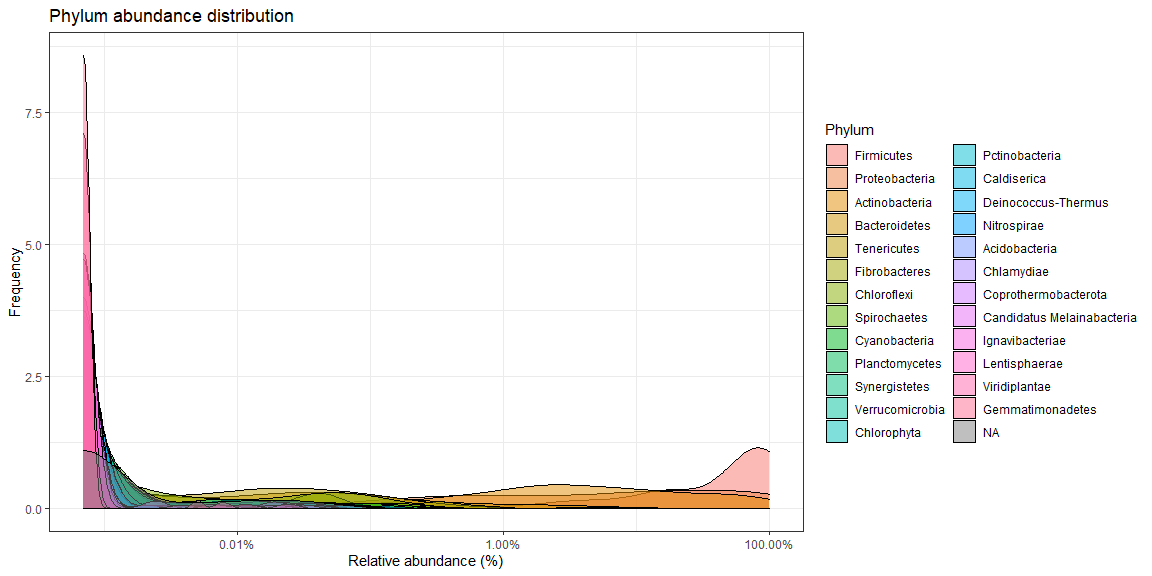 Phylum abundance distribution
Frequency
7.5
5.0
2.5
0.0
0.01%
1.00%
100.00%
Relative abundance (%)
Phylum
Firmicutes
Proteobacteria
Actinobacteria
Bacteroidetes
Tenericutes
Fibrobacteres
Chloroflexi
Spirochaetes
Cyanobacteria
Planctomycetes
Synergistetes
Verrucomicrobia
Chlorophyta
Pctinobacteria
Caldiserica
Deinococcus-Thermus
Nitrospirae
Acidobacteria
Chlamydiae
Coprothermobacterota
Candidatus Melainabacteria
Ignavibacteriae
Lentisphaerae
Viridiplantae
Gemmatimonadetes
NA